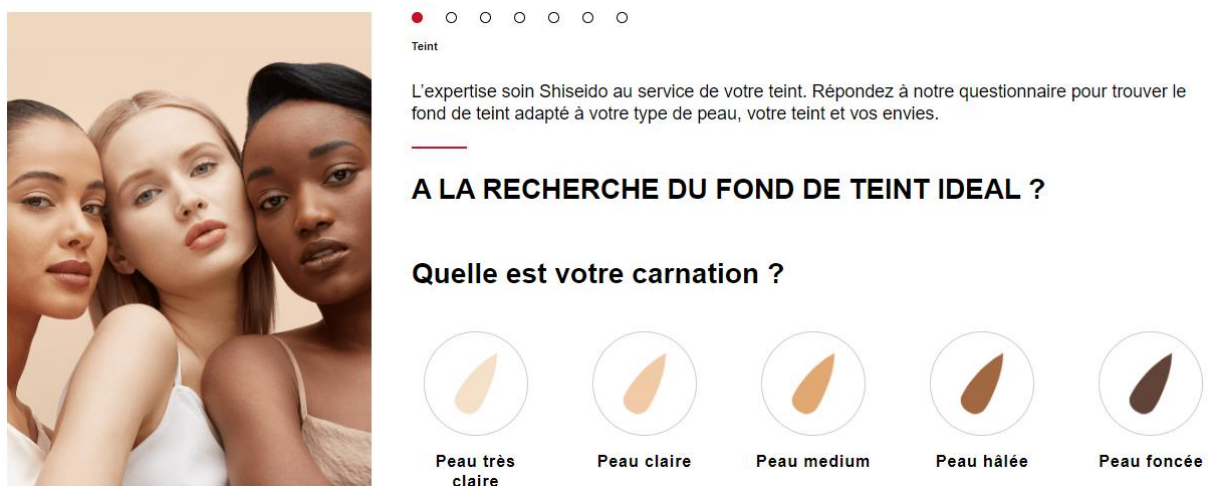 Teint
L'expertise soin Shiseido au service de votre teint. Répondez à notre questionnaire pour trouver le
fond de teint adapté à votre type de peau, votre teint et vos envies.
A LA RECHERCHE DU FOND DE TEINT IDEAL ?
Quelle est votre carnation ?
Peau très
claire
Peau claire
Peau medium
Peau hâlée
Peau foncée